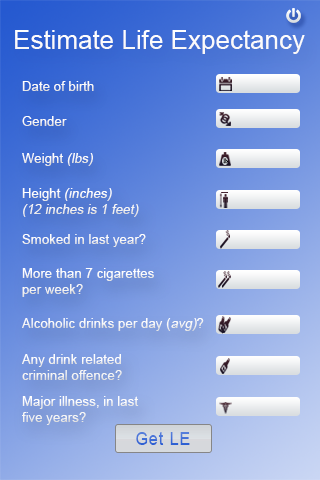 Estimate Life Expectancy
Date of birth
Gender
Weight (lbs)
Height (inches)
(12 inches is 1 feet)
Smoked in last year?
More than 7 cigarettes
per week?
Alcoholic drinks per day (avg)?
Any drink related
criminal offence?
Major illness, in last
five years?
Get LE